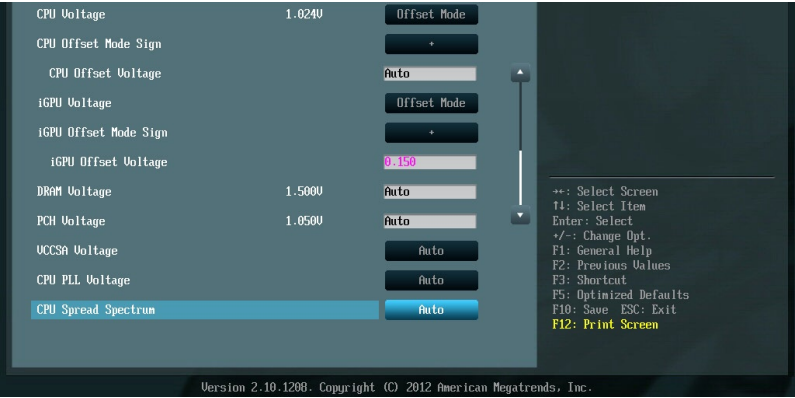 CPU Voltage 1.024V Offset Mode
CPU Offset Mode Sign +
CPU Offset Voltage Auto
iGPU Voltage Offset Mode
iGPU Offset Mode Sign +
iGPU Offset Voltage 0.150
DRAM Voltage 1.500V Auto
PCH Voltage 1.050V Auto
VCCSA Voltage Auto
CPU PLL Voltage Auto
CPU Spread Spectrum Auto
→←: Select Screen
↑↓: Select Item
Enter: Select
+/-: Change Opt.
F1: General Help
F2: Previous Values
F3: Shortcut
F5: Optimized Defaults
F10: Save ESC: Exit
F12: Print Screen
Version 2.10.1208. Copyright (C) 2012 American Megatrends, Inc.